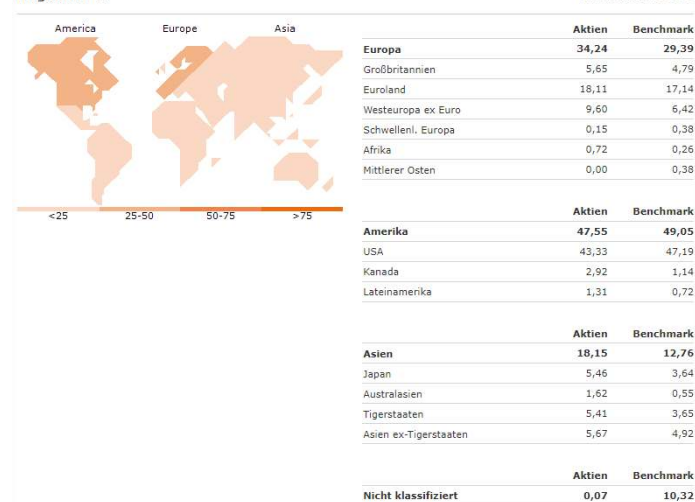 America Europe Asia
<25 25-50 50-75 >75
Aktien Benchmark
Europa 34,24 29,39
Großbritannien 5,65 4,79
Euroland 18,11 17,14
Westeuropa ex Euro 9,60 6,42
Schwellenl. Europa 0,15 0,38
Afrika 0,72 0,26
Mittlerer Osten 0,00 0,38
Aktien Benchmark
Amerika 47,55 49,05
USA 43,33 47,19
Kanada 2,92 1,14
Lateinamerika 1,31 0,72
Aktien Benchmark
Asien 18,15 12,76
Japan 5,46 3,64
Australasien 1,62 0,55
Tigerstaaten 5,41 3,65
Asien ex-Tigerstaaten 5,67 4,92
Aktien Benchmark
Nicht klassifiziert 0,07 10,32